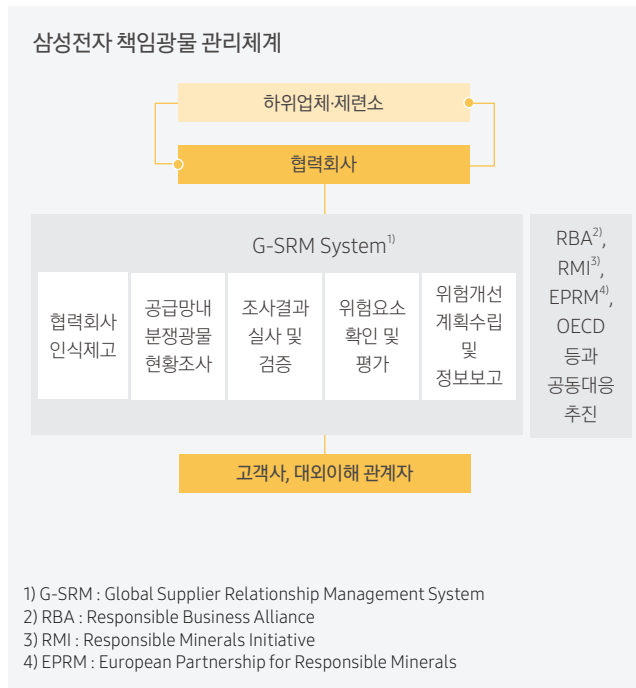 삼성전자 책임광물 관리체계
하위업체·제련소
협력회사
G-SRM System1)
협력회사
인식제고
공급망내
분쟁광물
현황조사
조사결과
실사 및
검증
위험요소
확인 및
평가
위험개선
계획수립
및
정보보고
RBA2),
RMI3),
EPRM4),
OECD
등과
공동대응
추진
고객사, 대외이해 관계자
1) G-SRM : Global Supplier Relationship Management System
2) RBA : Responsible Business Alliance
3) RMI : Responsible Minerals Initiative
4) EPRM : European Partnership for Responsible Minerals